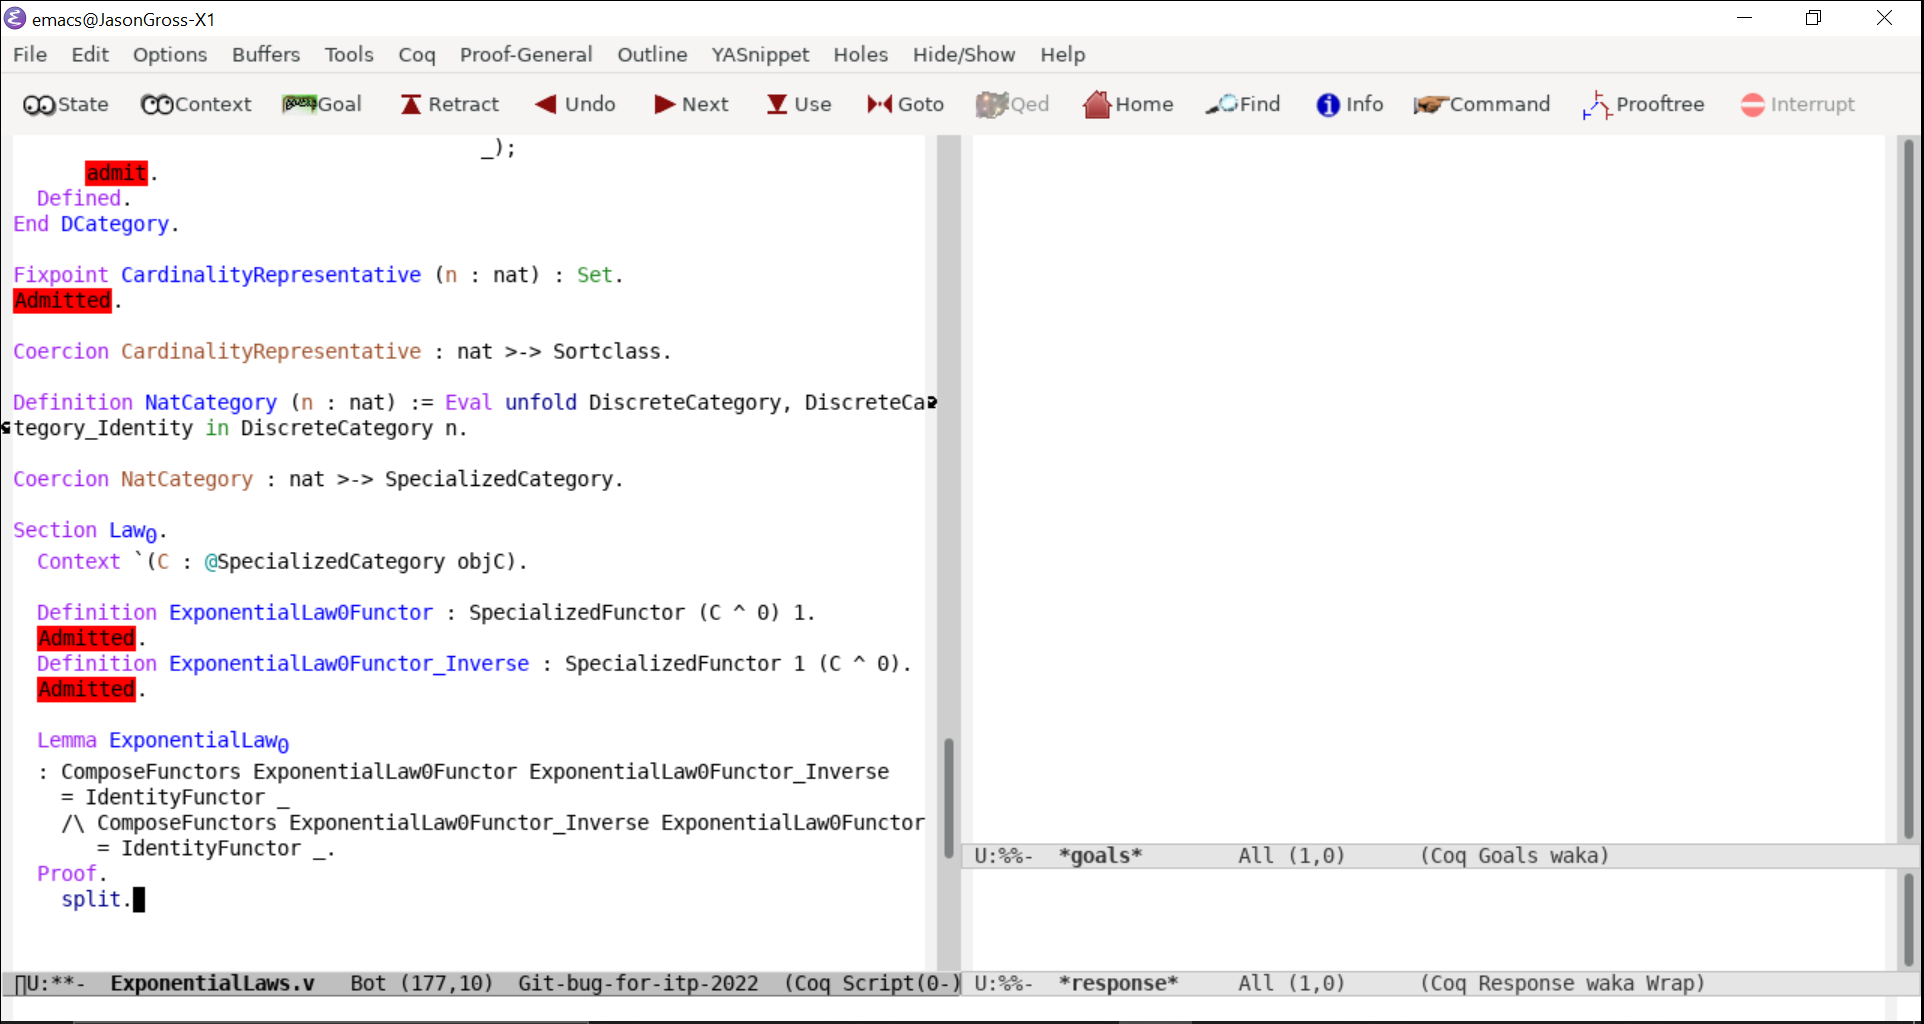 emacs@JasonGross-X1
File Edit Options Buffers Tools Coq Proof-General Outline YASnippet Holes Hide/Show Help
State Context Goal Retract Undo Next Use Goto Qed Home Find Info Command Prooftree Interrupt
_);
admit.
Defined.
End DCategory.
Fixpoint CardinalityRepresentative (n : nat) : Set.
Admitted.
Coercion CardinalityRepresentative : nat >-> Sortclass.
Definition NatCategory (n : nat) := Eval unfold DiscreteCategory, DiscreteCa
tegory_Identity in DiscreteCategory n.
Coercion NatCategory : nat >-> SpecializedCategory.
Section Law₀.
Context `(C : @SpecializedCategory objC).
Definition ExponentialLaw0Functor : SpecializedFunctor (C ^ 0) 1.
Admitted.
Definition ExponentialLaw0Functor_Inverse : SpecializedFunctor 1 (C ^ 0).
Admitted.
Lemma ExponentialLaw₀
: ComposeFunctors ExponentialLaw0Functor ExponentialLaw0Functor_Inverse
= IdentityFunctor _
/\ ComposeFunctors ExponentialLaw0Functor_Inverse ExponentialLaw0Functor
= IdentityFunctor _.
Proof.
split.
U:**- ExponentialLaws.v Bot (177,10) Git-bug-for-itp-2022 (Coq Script(0-)
U:%%- *goals* All (1,0) (Coq Goals waka)
U:%%- *response* All (1,0) (Coq Response waka Wrap)